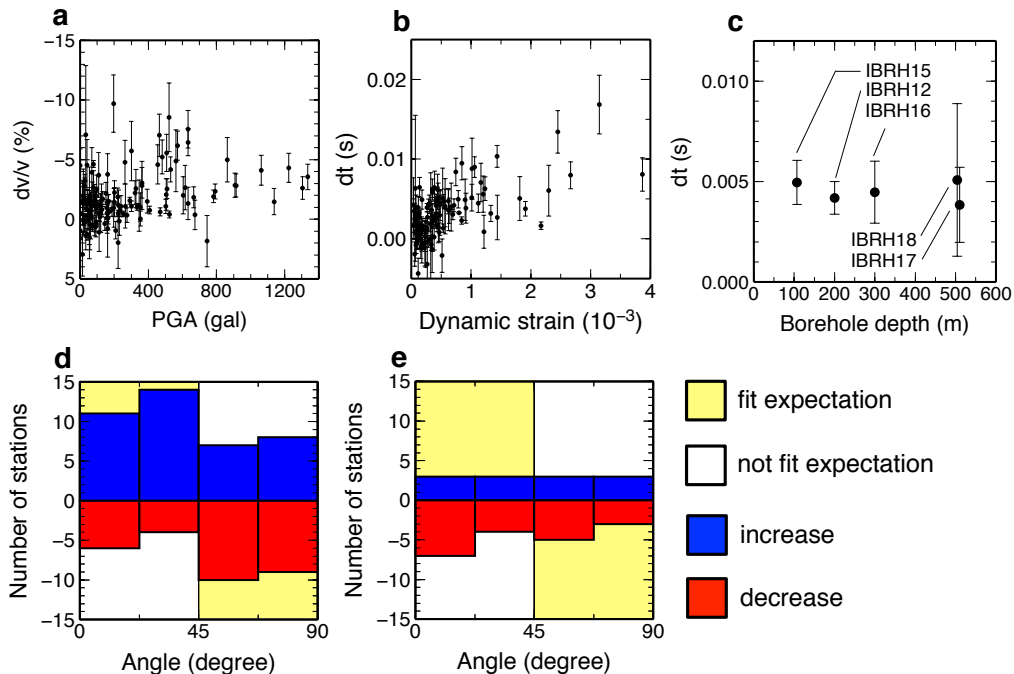 a
−15
−10
−5
0
5
dv/v (%)
0 400 800 1200
PGA (gal)
b
0.02
0.01
0.00
dt (s)
0 1 2 3 4
Dynamic strain (10⁻³)
c
0.010
0.005
0.000
dt (s)
IBRH15
IBRH12
IBRH16
IBRH18
IBRH17
0 100 200 300 400 500 600
Borehole depth (m)
d
15
10
5
0
−5
−10
−15
Number of stations
0 45 90
Angle (degree)
e
15
10
5
0
−5
−10
−15
Number of stations
0 45 90
Angle (degree)
fit expectation
not fit expectation
increase
decrease